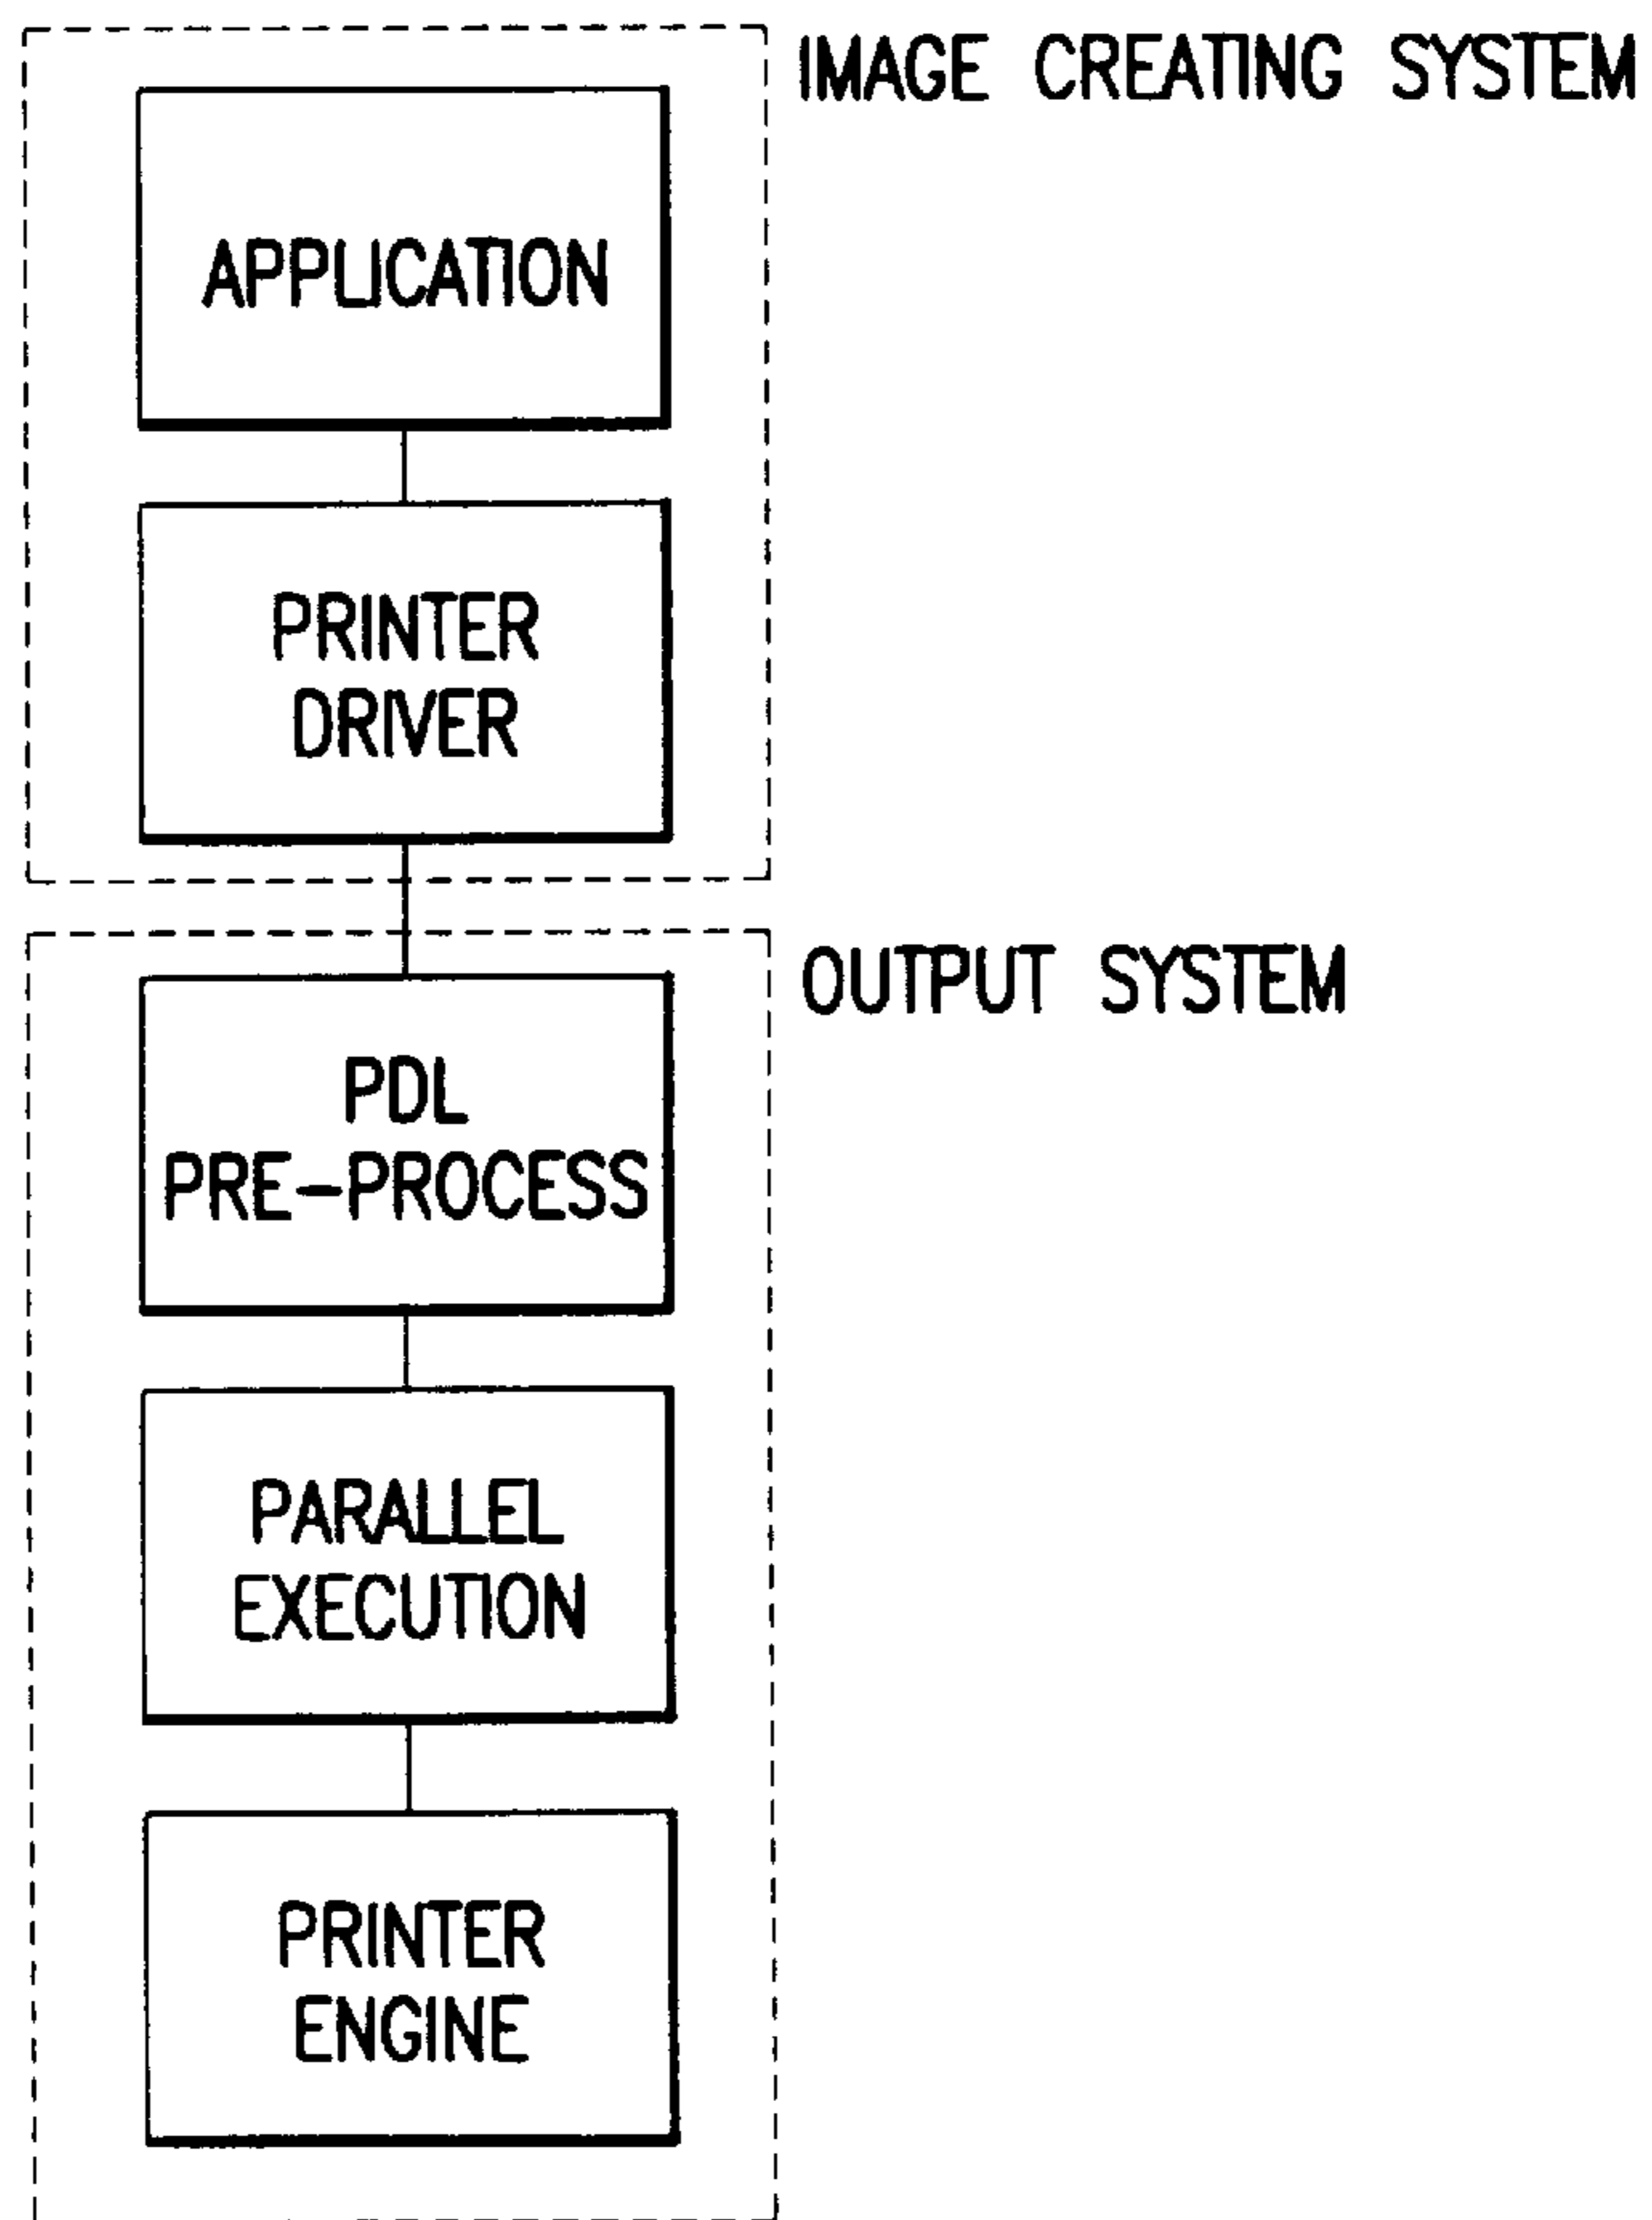 IMAGE CREATING SYSTEM
APPLICATION
PRINTER
DRIVER
OUTPUT SYSTEM
PDL
PRE-PROCESS
PARALLEL
EXECUTION
PRINTER
ENGINE